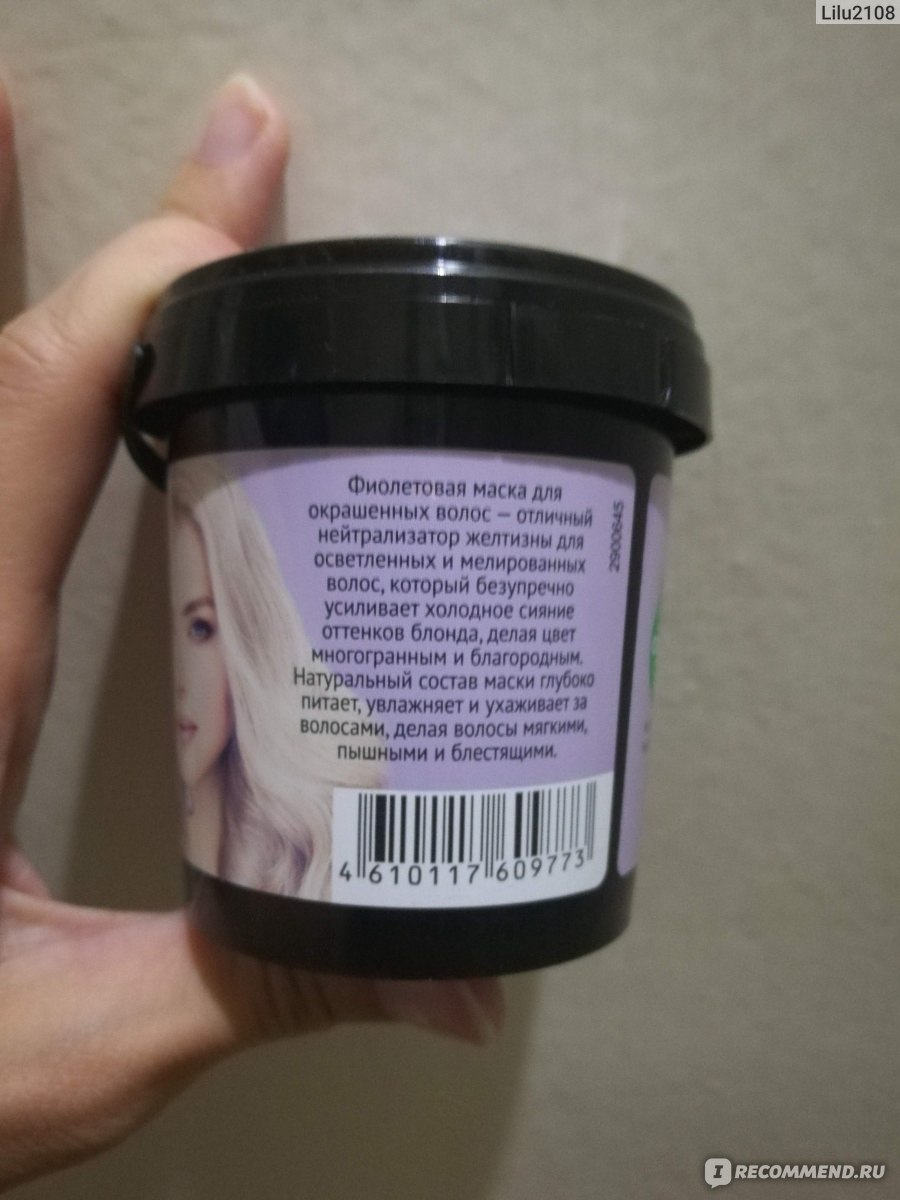 Lilu2108
Фиолетовая маска для
окрашенных волос – отличный
нейтрализатор желтизны для
осветленных и мелированных
волос, который безупречно
усиливает холодное сияние
оттенков блонда, делая цвет
многогранным и благородным.
Натуральный состав маски глубоко
питает, увлажняет и ухаживает за
волосами, делая волосы мягкими,
пышными и блестящими.
2900645
4 610117 609773
IRECOMMEND.RU